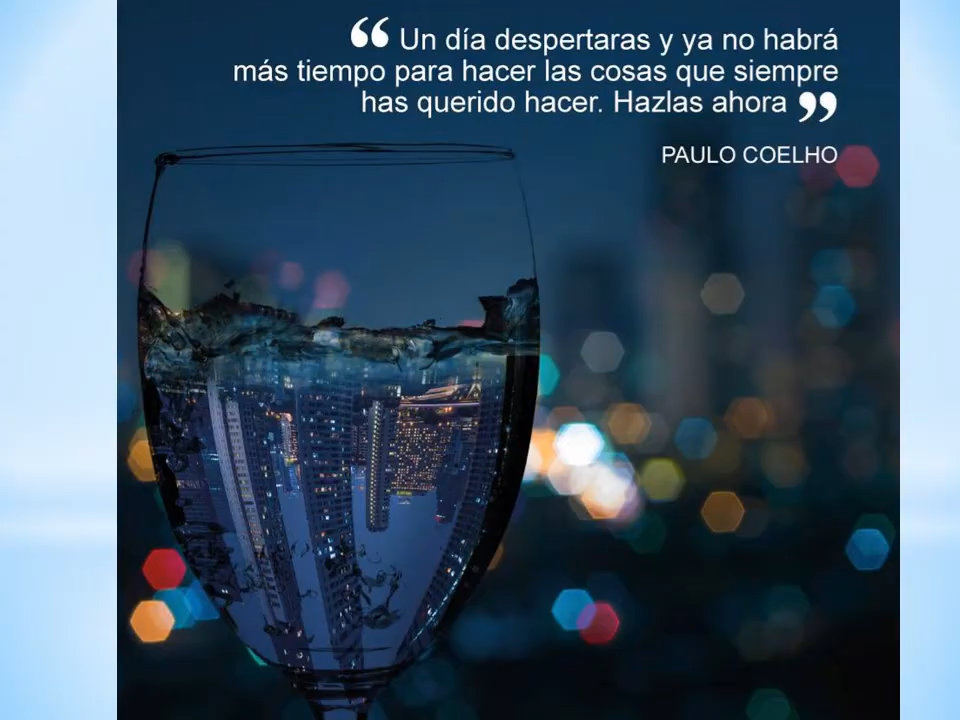 “ Un día despertaras y ya no habrá
más tiempo para hacer las cosas que siempre
has querido hacer. Hazlas ahora ”
PAULO COELHO